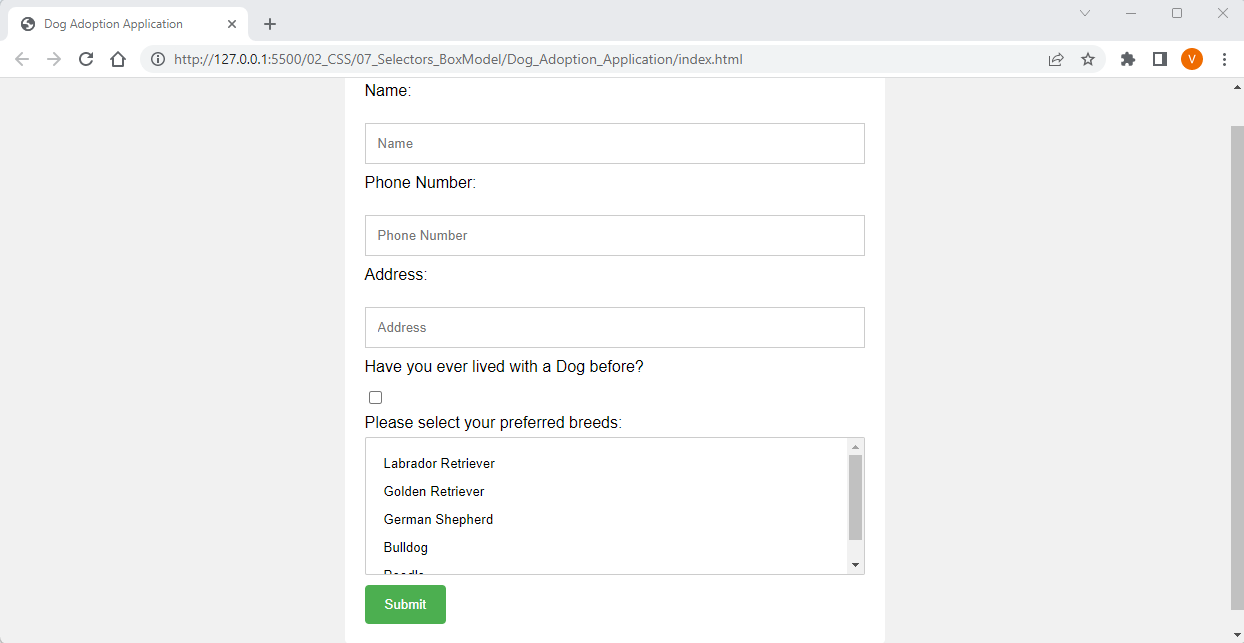 Dog Adoption Application
http://127.0.0.1:5500/02_CSS/07_Selectors_BoxModel/Dog_Adoption_Application/index.html
V
Name:
Name
Phone Number:
Phone Number
Address:
Address
Have you ever lived with a Dog before?
Please select your preferred breeds:
Labrador Retriever
Golden Retriever
German Shepherd
Bulldog
Submit